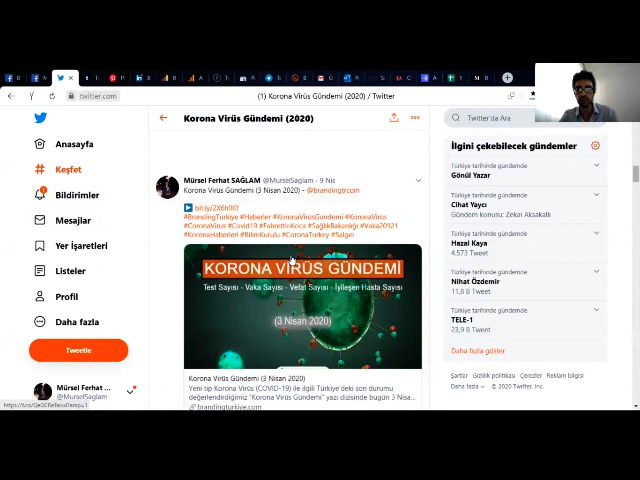 (1) Korona Virüs Gündemi (2020) / Twitter
twitter.com
Anasayfa
Keşfet
Bildirimler
Mesajlar
Yer İşaretleri
Listeler
Profil
Daha fazla
Tweetle
Mürsel Ferhat ...
@MurselSaglam
Korona Virüs Gündemi (2020)
Mürsel Ferhat SAĞLAM @MurselSaglam · 9 Nis
Korona Virüs Gündemi (3 Nisan 2020) - @brandingtrcom
#BrandingTürkiye #Haberler #KoronaVirüsGündemi #KoronaVirüs
#CoronaVirus #Covid19 #FahrettinKoca #SağlıkBakanlığı #Vaka20921
#KoronaHaberleri #BilimKurulu #CoronaTurkey #Salgın
KORONA VİRÜS GÜNDEMİ
Test Sayısı - Vaka Sayısı - Vefat Sayısı - İyileşen Hasta Sayısı
(3 Nisan 2020)
Korona Virüs Gündemi (3 Nisan 2020)
Yeni tip Korona Virüs (COVID-19) ile ilgili Türkiye'deki son durumu
değerlendirdiğimiz "Korona Virüs Gündemi" yazı dizisinde bugün 3 Nisa...
brandingturkiye.com
Twitter'da Ara
İlgini çekebilecek gündemler
Türkiye tarihinde gündemde
Gönül Yazar
Türkiye tarihinde gündemde
Cihat Yaycı
Gündem konusu: Zekai Aksakallı
Türkiye tarihinde gündemde
Hazal Kaya
4.573 Tweet
Türkiye tarihinde gündemde
Nihat Özdemir
11,8 B Tweet
Türkiye tarihinde gündemde
TELE-1
23,9 B Tweet
Daha fazla göster
Şartlar Gizlilik politikası Çerezler Reklam bilgisi
Daha fazla © 2020 Twitter, Inc.